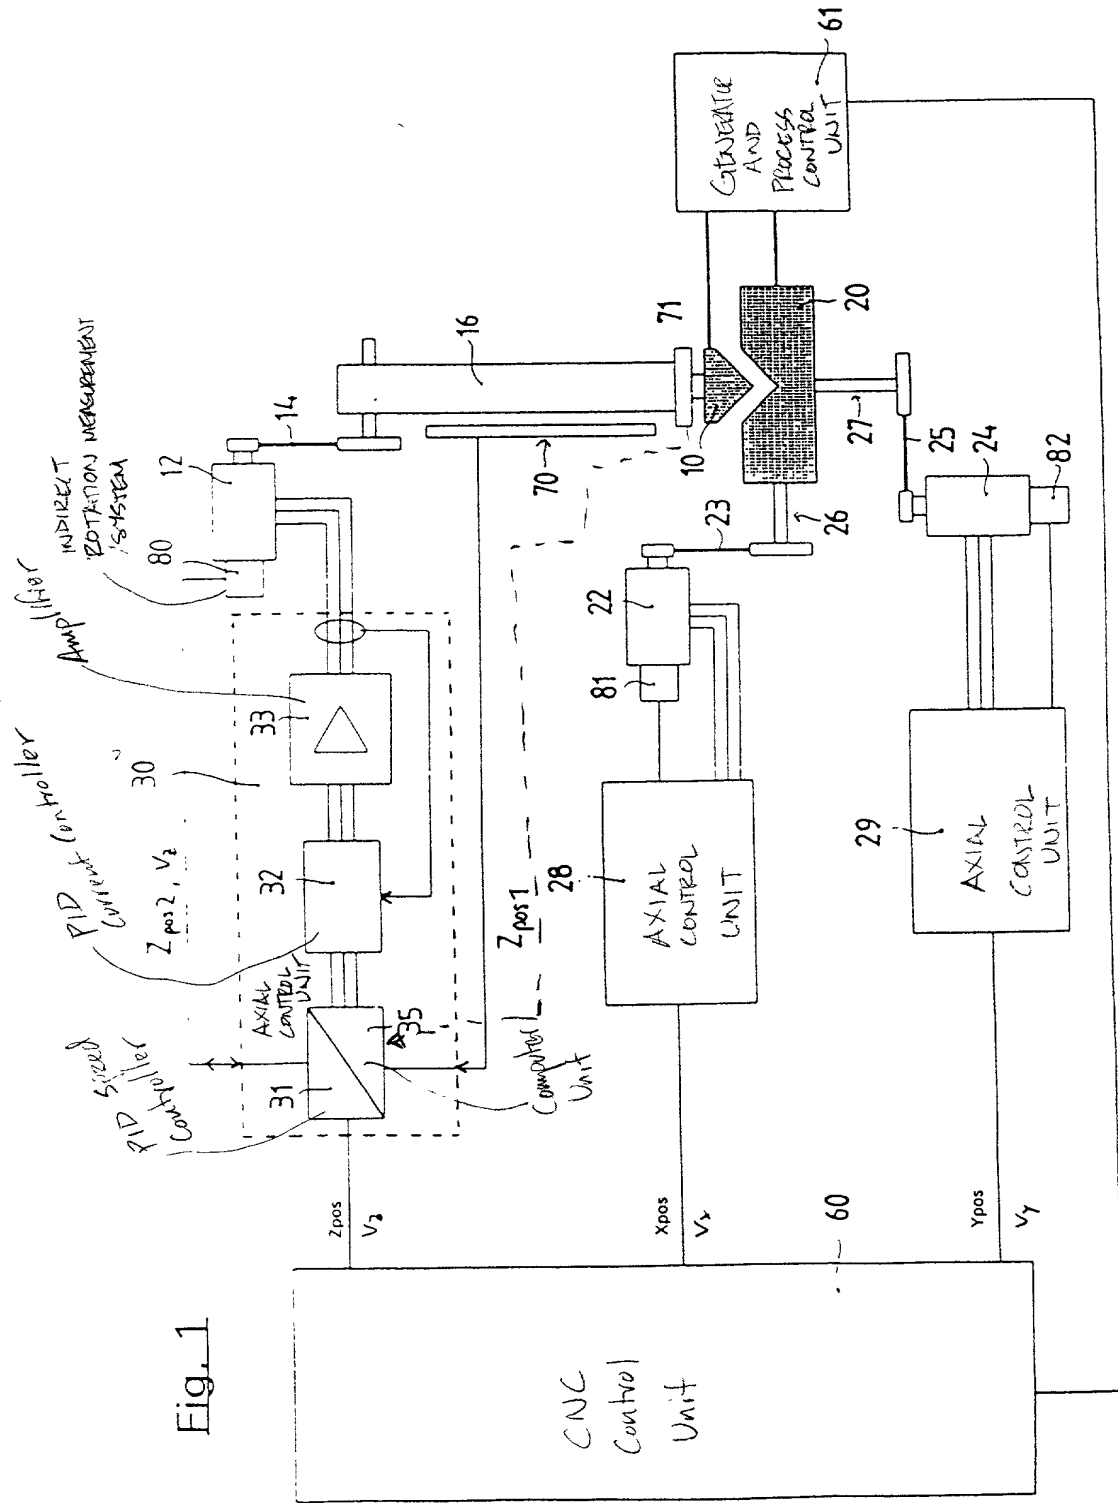 Fig. 1
PID Sized
Controller
PID
Current Controller
Amplifier
INDIRECT
ROTATION MEASUREMENT
SYSTEM
Zpos2, Vz
30
80
12
14
AXIAL
CONTROL
UNIT
31
35
32
33
16
Computer
Unit
70
71
Zpos1
10
20
GENERATOR
AND
PROCESS
CONTROL
UNIT
61
Zpos
Vz
28
AXIAL
CONTROL
UNIT
81
22
23
26
27
25
24
82
Xpos
Vx
29
AXIAL
CONTROL
UNIT
Ypos
Vy
60
CNC
Control
Unit